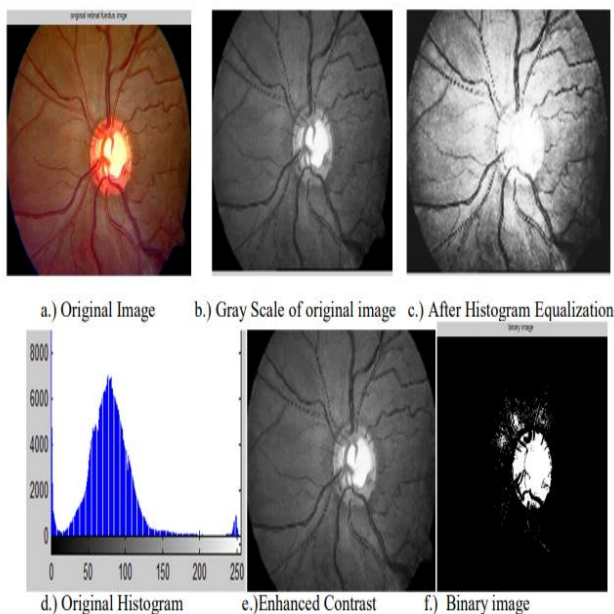 original retinal fundus image
a.) Original Image
b.) Gray Scale of original image
c.) After Histogram Equalization
8000
6000
4000
2000
0
0 50 100 150 200 250
binary image
d.) Original Histogram
e.)Enhanced Contrast
f.) Binary image